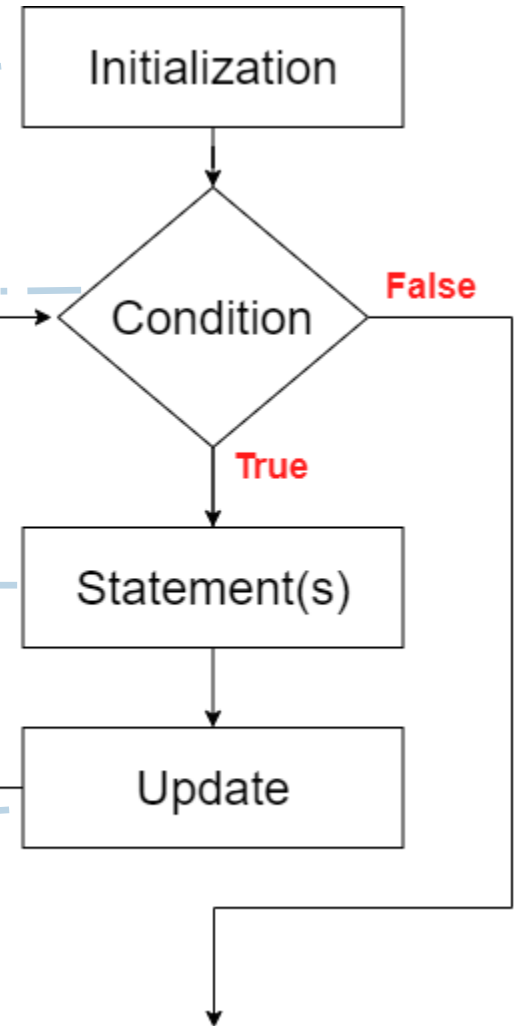 Initialization
Condition
False
True
Statement(s)
Update